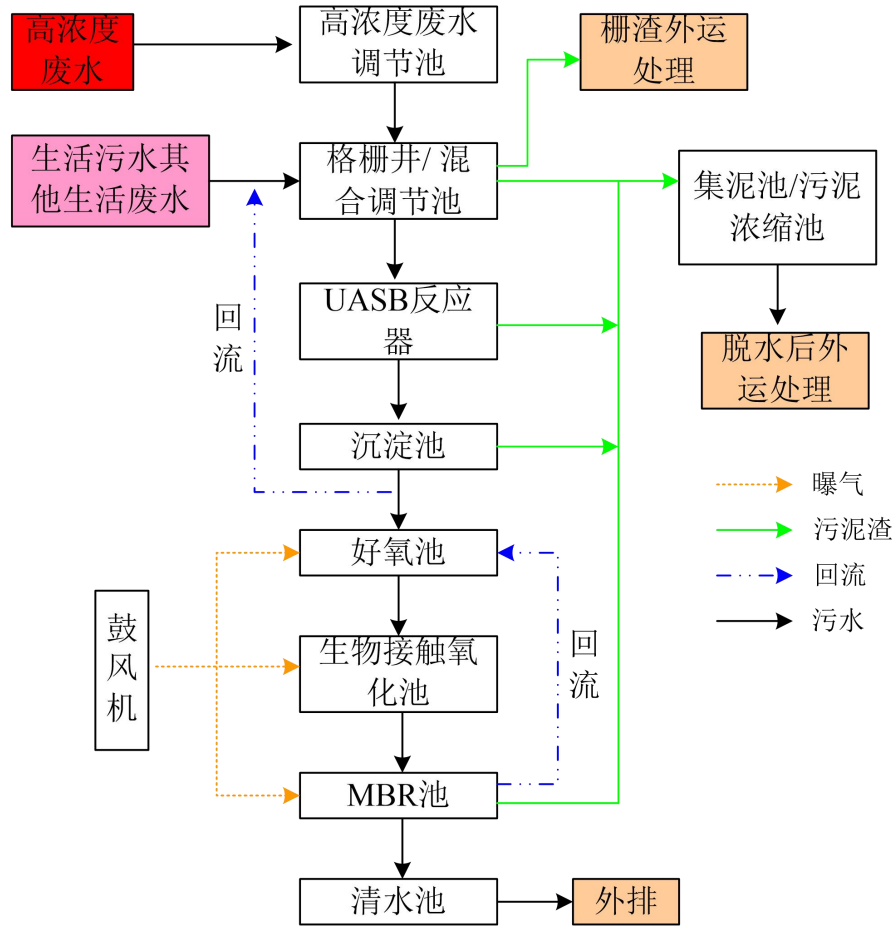 高浓度
废水
高浓度废水
调节池
栅渣外运
处理
生活污水其
他生活废水
格栅井/ 混
合调节池
集泥池/污泥
浓缩池
回
流
UASB反应
器
脱水后外
运处理
沉淀池
曝气
污泥渣
回流
污水
好氧池
鼓
风
机
生物接触氧
化池
回
流
MBR池
清水池
外排